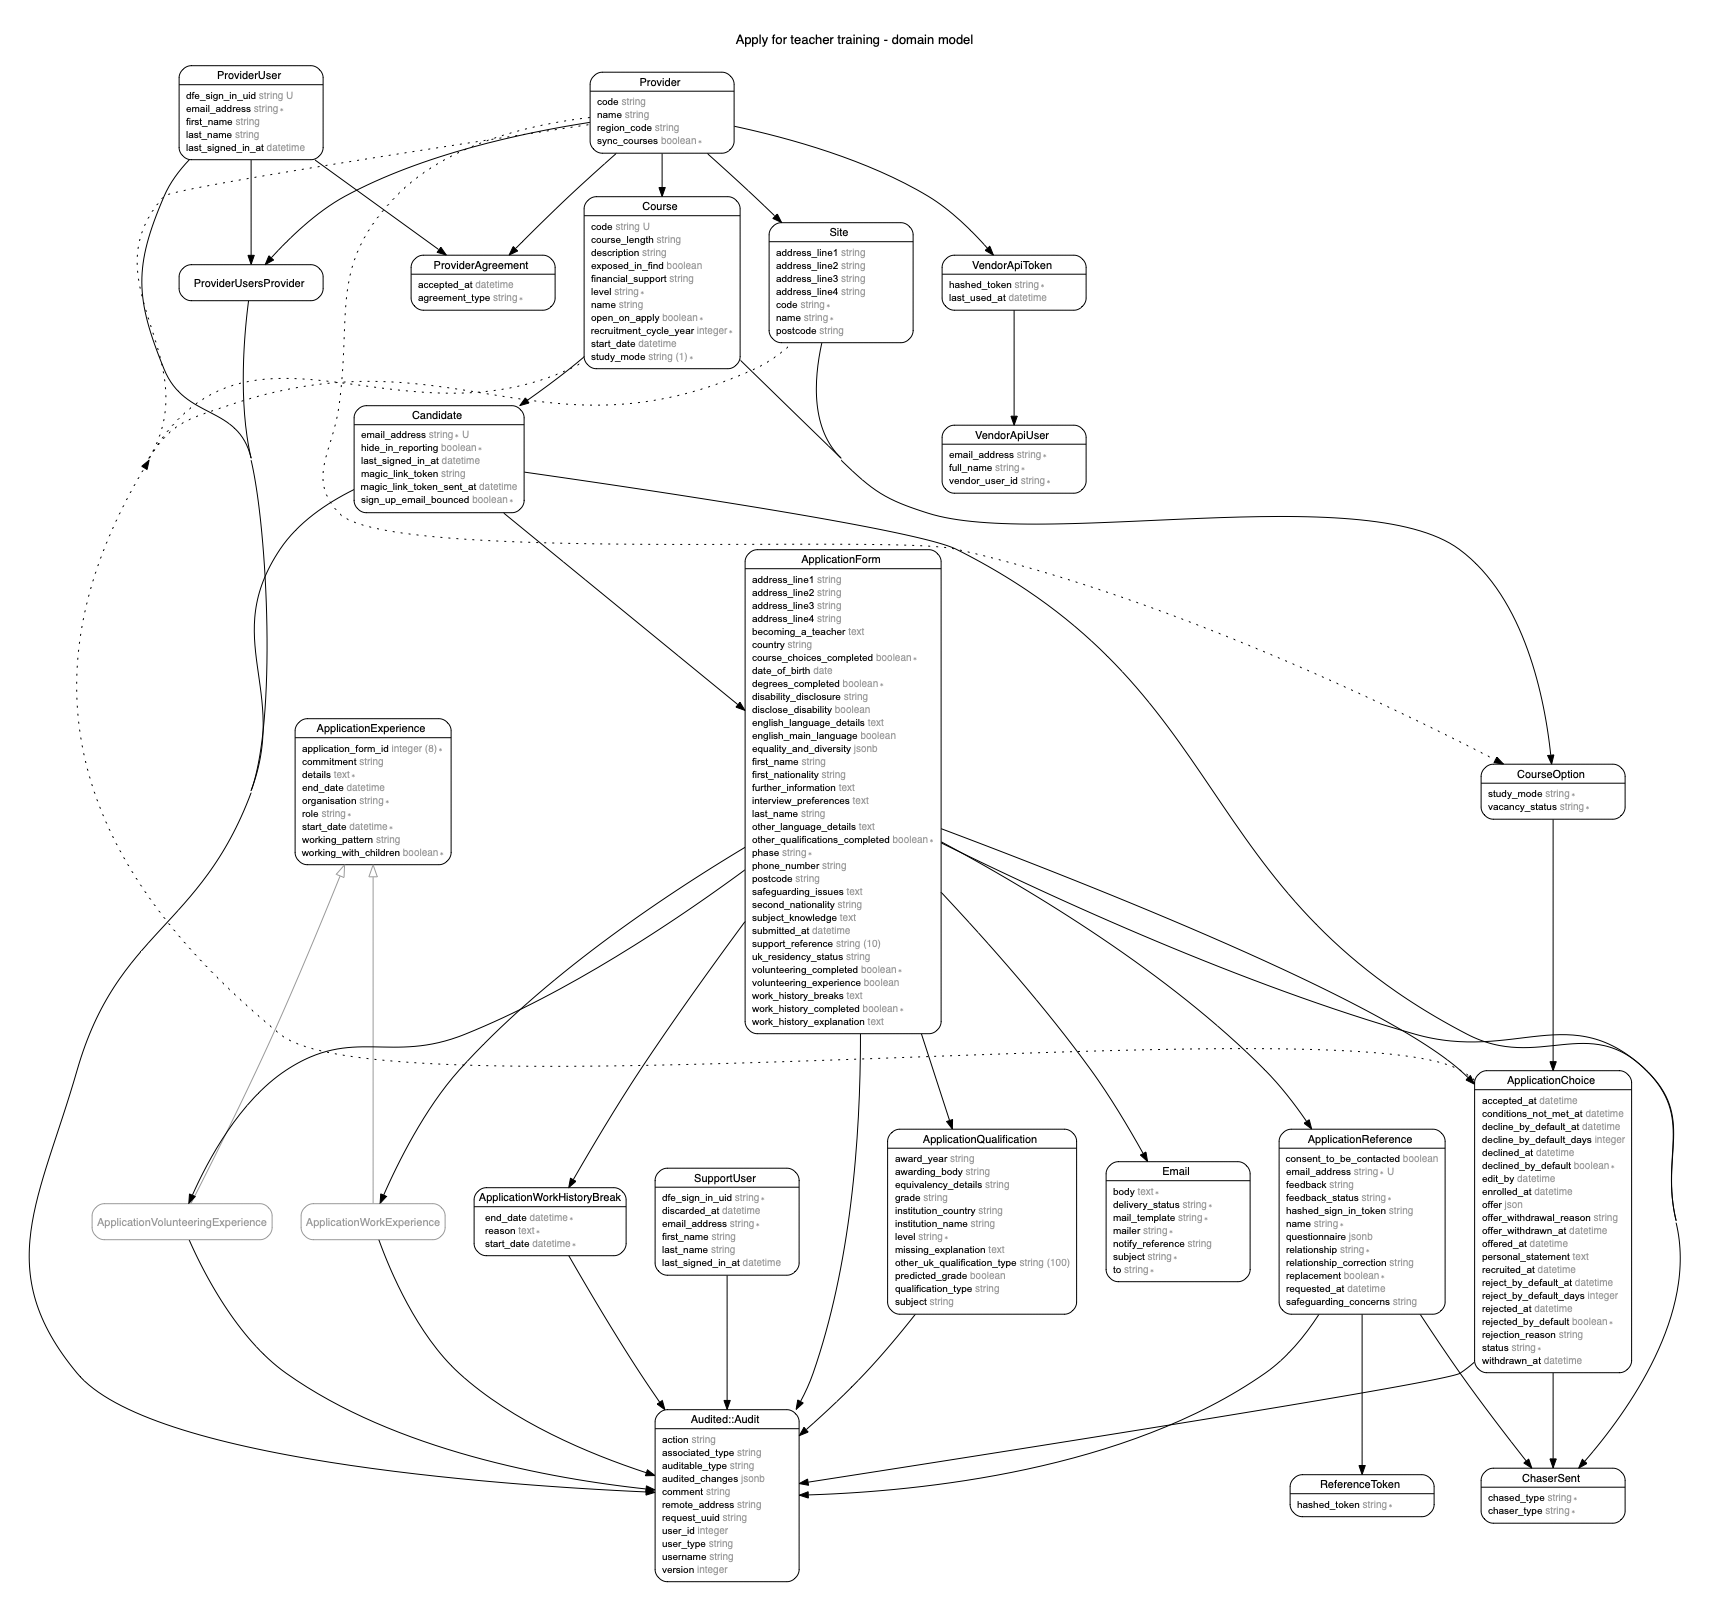 Apply for teacher training - domain model
ProviderUser
dfe_sign_in_uid string U
email_address string ∗
first_name string
last_name string
last_signed_in_at datetime
Provider
code string
name string
region_code string
sync_courses boolean ∗
ProviderUsersProvider
ProviderAgreement
accepted_at datetime
agreement_type string ∗
Course
code string U
course_length string
description string
exposed_in_find boolean
financial_support string
level string ∗
name string
open_on_apply boolean ∗
recruitment_cycle_year integer ∗
start_date datetime
study_mode string (1) ∗
Site
address_line1 string
address_line2 string
address_line3 string
address_line4 string
code string ∗
name string ∗
postcode string
VendorApiToken
hashed_token string ∗
last_used_at datetime
Candidate
email_address string ∗ U
hide_in_reporting boolean ∗
last_signed_in_at datetime
magic_link_token string
magic_link_token_sent_at datetime
sign_up_email_bounced boolean ∗
VendorApiUser
email_address string ∗
full_name string ∗
vendor_user_id string ∗
ApplicationForm
address_line1 string
address_line2 string
address_line3 string
address_line4 string
becoming_a_teacher text
country string
course_choices_completed boolean ∗
date_of_birth date
degrees_completed boolean ∗
disability_disclosure string
disclose_disability boolean
english_language_details text
english_main_language boolean
equality_and_diversity jsonb
first_name string
first_nationality string
further_information text
interview_preferences text
last_name string
other_language_details text
other_qualifications_completed boolean ∗
phase string ∗
phone_number string
postcode string
safeguarding_issues text
second_nationality string
subject_knowledge text
submitted_at datetime
support_reference string (10)
uk_residency_status string
volunteering_completed boolean ∗
volunteering_experience boolean
work_history_breaks text
work_history_completed boolean ∗
work_history_explanation text
ApplicationExperience
application_form_id integer (8) ∗
commitment string
details text ∗
end_date datetime
organisation string ∗
role string ∗
start_date datetime ∗
working_pattern string
working_with_children boolean ∗
CourseOption
study_mode string ∗
vacancy_status string ∗
ApplicationVolunteeringExperience
ApplicationWorkExperience
ApplicationWorkHistoryBreak
end_date datetime ∗
reason text ∗
start_date datetime ∗
SupportUser
dfe_sign_in_uid string ∗
discarded_at datetime
email_address string ∗
first_name string
last_name string
last_signed_in_at datetime
ApplicationQualification
award_year string
awarding_body string
equivalency_details string
grade string
institution_country string
institution_name string
level string ∗
missing_explanation text
other_uk_qualification_type string (100)
predicted_grade boolean
qualification_type string
subject string
Email
body text ∗
delivery_status string ∗
mail_template string ∗
mailer string ∗
notify_reference string
subject string ∗
to string ∗
ApplicationReference
consent_to_be_contacted boolean
email_address string ∗ U
feedback string
feedback_status string ∗
hashed_sign_in_token string
name string ∗
questionnaire jsonb
relationship string ∗
relationship_correction string
replacement boolean ∗
requested_at datetime
safeguarding_concerns string
ApplicationChoice
accepted_at datetime
conditions_not_met_at datetime
decline_by_default_at datetime
decline_by_default_days integer
declined_at datetime
declined_by_default boolean ∗
edit_by datetime
enrolled_at datetime
offer json
offer_withdrawal_reason string
offer_withdrawn_at datetime
offered_at datetime
personal_statement text
recruited_at datetime
reject_by_default_at datetime
reject_by_default_days integer
rejected_at datetime
rejected_by_default boolean ∗
rejection_reason string
status string ∗
withdrawn_at datetime
Audited::Audit
action string
associated_type string
auditable_type string
audited_changes jsonb
comment string
remote_address string
request_uuid string
user_id integer
user_type string
username string
version integer
ReferenceToken
hashed_token string ∗
ChaserSent
chased_type string ∗
chaser_type string ∗